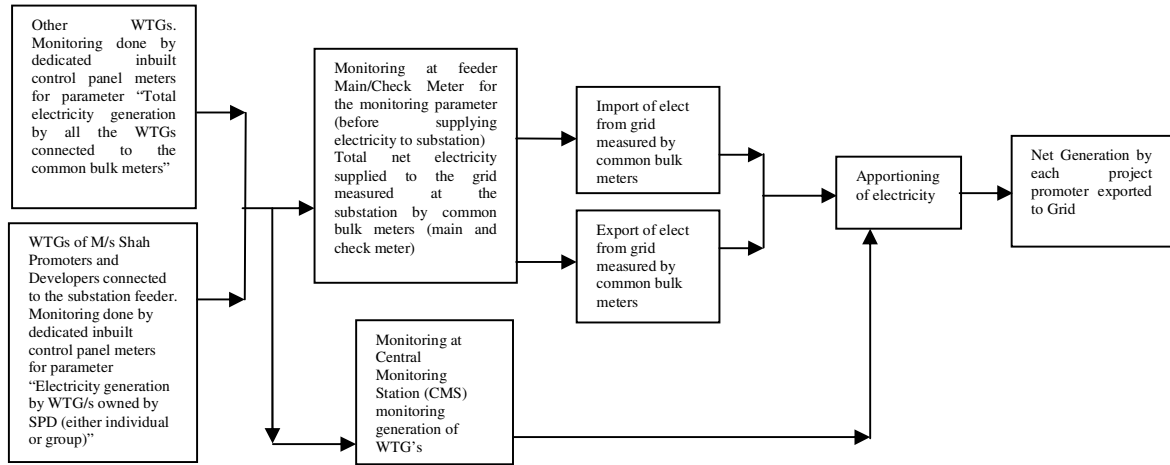 Other WTGs.
Monitoring done by
dedicated inbuilt
control panel meters
for parameter “Total
electricity generation
by all the WTGs
connected to the
common bulk meters”
WTGs of M/s Shah
Promoters and
Developers connected
to the substation feeder.
Monitoring done by
dedicated inbuilt
control panel meters
for parameter
“Electricity generation
by WTG/s owned by
SPD (either individual
or group)”
Monitoring at feeder
Main/Check Meter for
the monitoring parameter
(before supplying
electricity to substation)
Total net electricity
supplied to the grid
measured at the
substation by common
bulk meters (main and
check meter)
Monitoring at
Central
Monitoring
Station (CMS)
monitoring
generation of
WTG’s
Import of elect
from grid
measured by
common bulk
meters
Export of elect
from grid
measured by
common bulk
meters
Apportioning
of electricity
Net Generation by
each project
promoter exported
to Grid